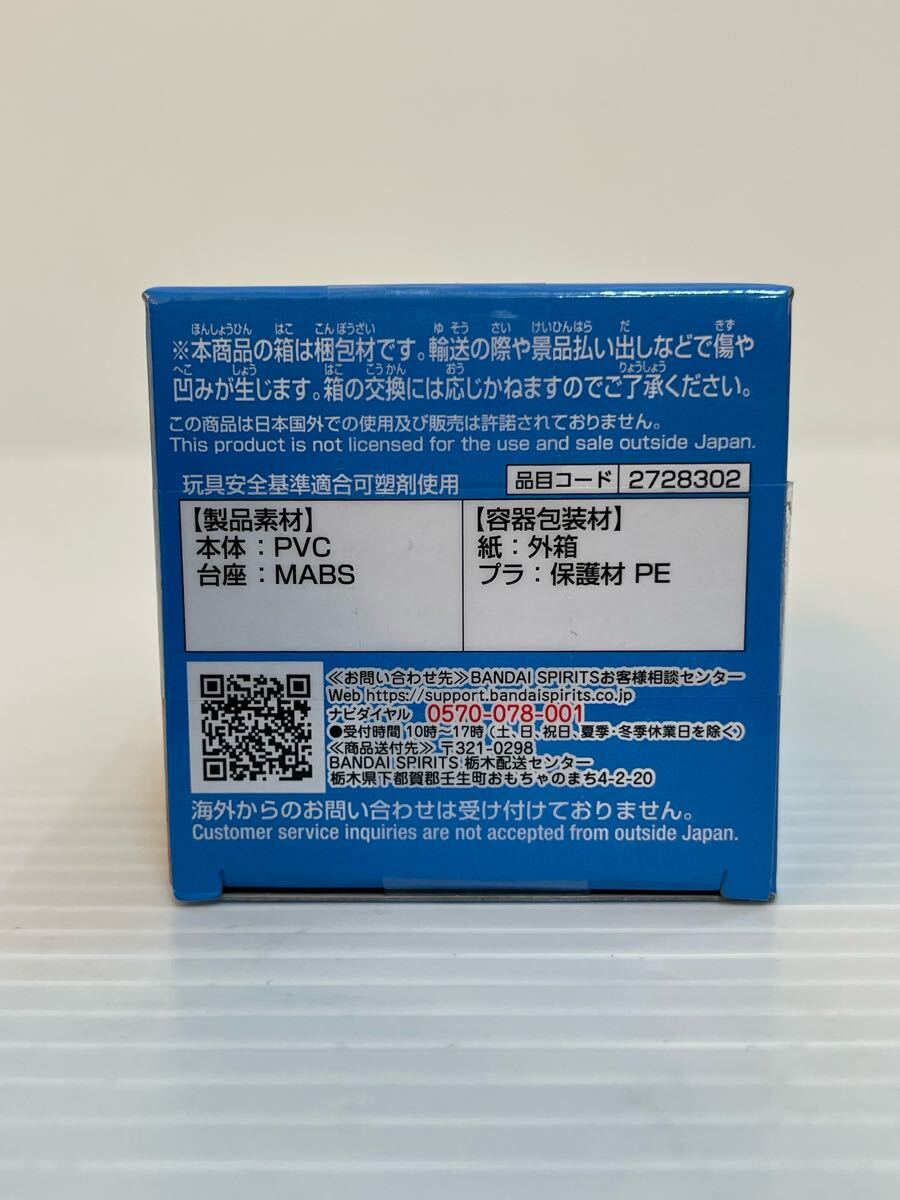 ほんしょうひん はこ こんぽうざい ゆそう さい けいひんはら だ きず
※本商品の箱は梱包材です。輸送の際や景品払い出しなどで傷や
へこ しょう はこ こうかん おう りょうしょう
凹みが生じます。箱の交換には応じかねますのでご了承ください。
この商品は日本国外での使用及び販売は許諾されておりません。
This product is not licensed for the use and sale outside Japan.
玩具安全基準適合可塑剤使用 品目コード 2728302
【製品素材】
本体：PVC
台座：MABS
【容器包装材】
紙：外箱
プラ：保護材 PE
≪お問い合わせ先≫BANDAI SPIRITSお客様相談センター
Web https://support.bandaispirits.co.jp
ナビダイヤル 0570-078-001
●受付時間 10時〜17時（土、日、祝日、夏季・冬季休業日を除く）
≪商品送付先≫ 〒321-0298
BANDAI SPIRITS 栃木配送センター
栃木県下都賀郡壬生町おもちゃのまち4-2-20
海外からのお問い合わせは受け付けておりません。
Customer service inquiries are not accepted from outside Japan.